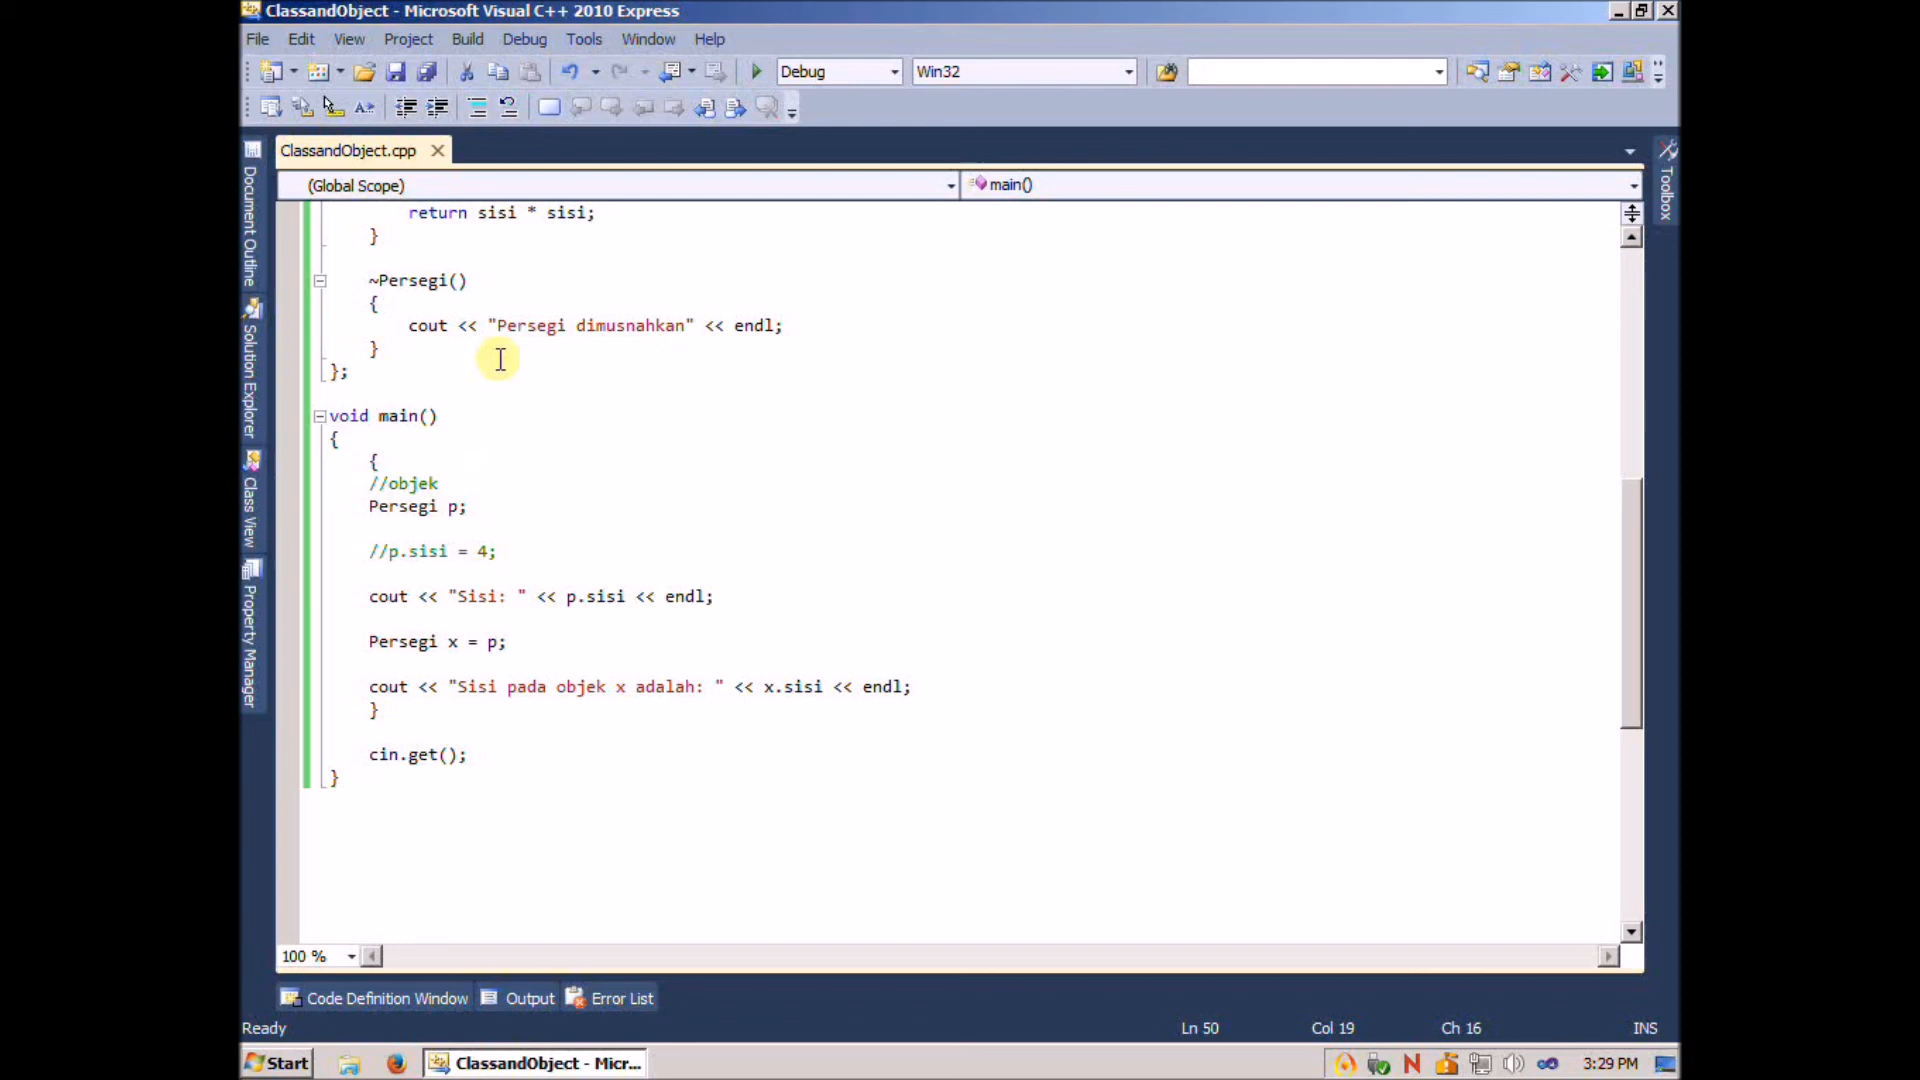 ClassandObject - Microsoft Visual C++ 2010 Express
File Edit View Project Build Debug Tools Window Help
Debug Win32
ClassandObject.cpp
(Global Scope) main()
return sisi * sisi;
}
~Persegi()
{
cout << "Persegi dimusnahkan" << endl;
}
};
void main()
{
{
//objek
Persegi p;
//p.sisi = 4;
cout << "Sisi: " << p.sisi << endl;
Persegi x = p;
cout << "Sisi pada objek x adalah: " << x.sisi << endl;
}
cin.get();
}
Document Outline
Solution Explorer
Class View
Property Manager
Toolbox
100 %
Code Definition Window Output Error List
Ready Ln 50 Col 19 Ch 16 INS
Start ClassandObject - Micr... 3:29 PM